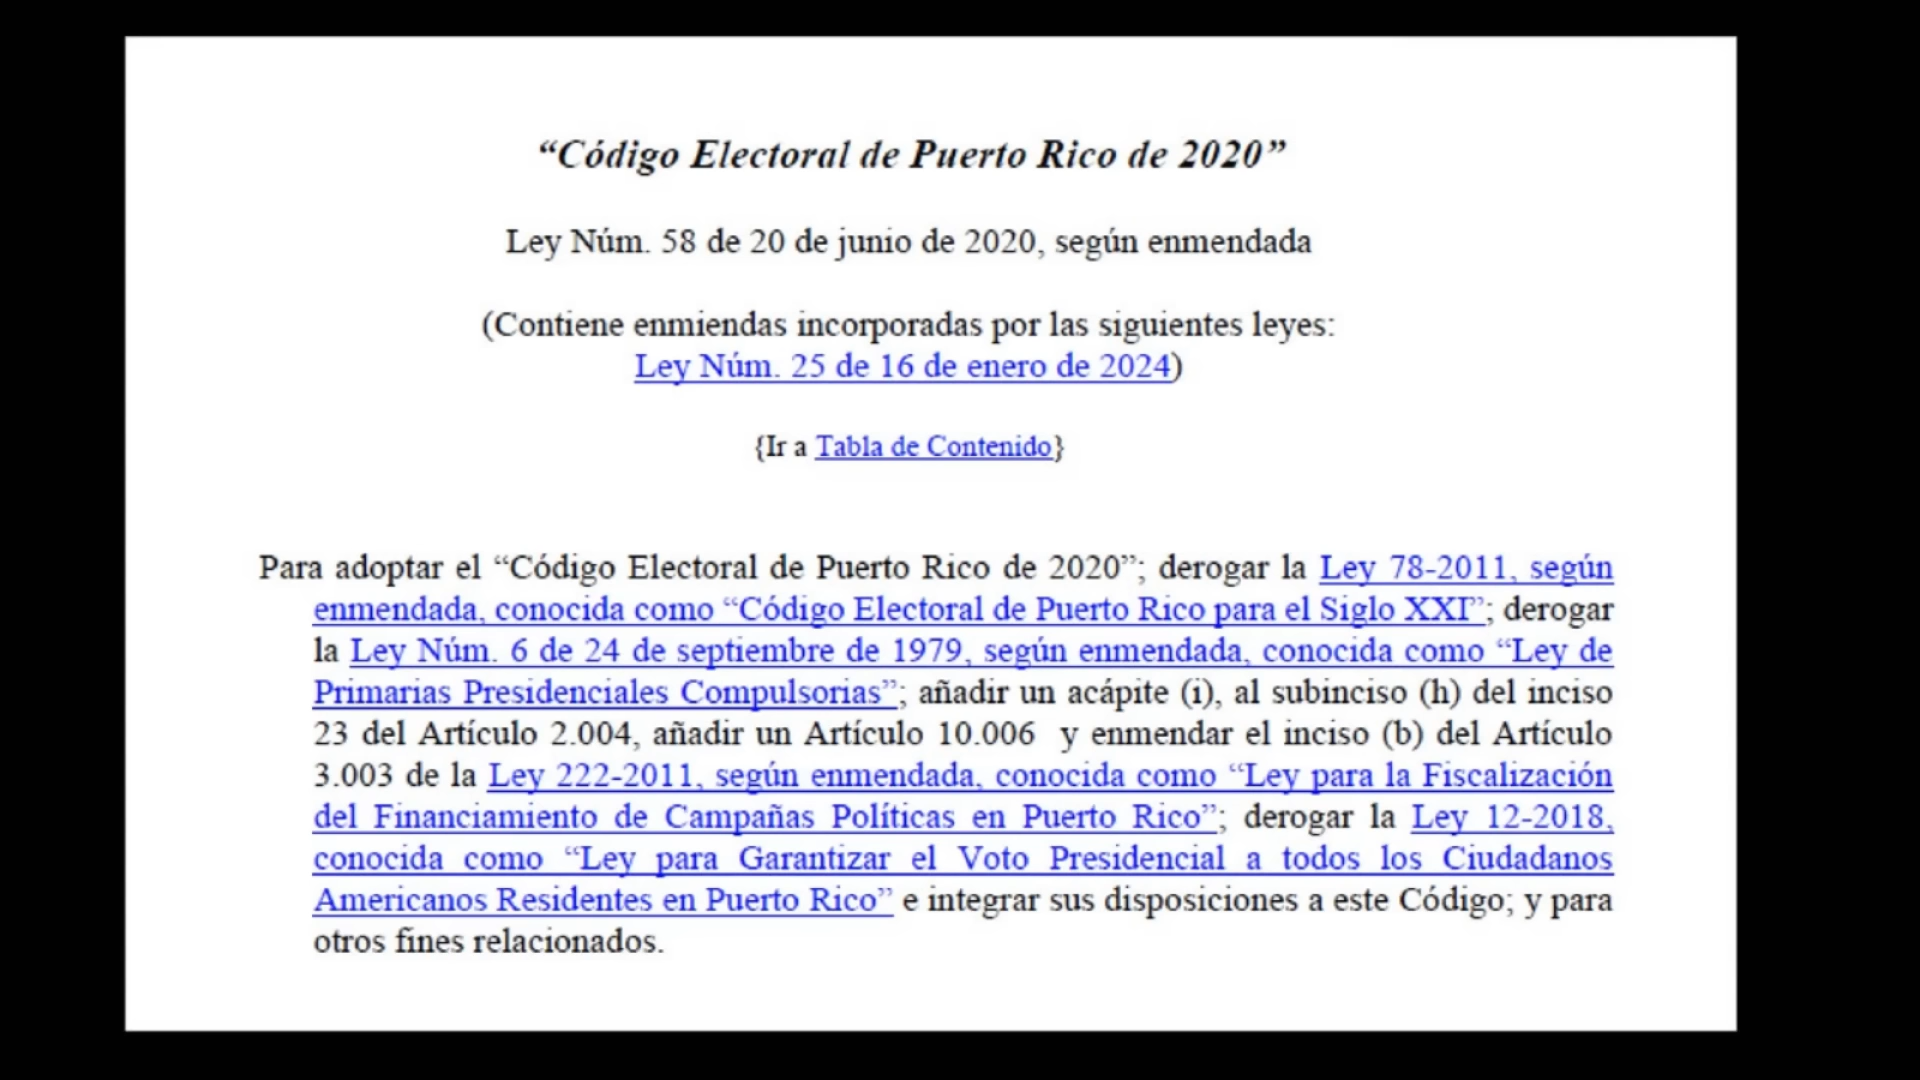 “Código Electoral de Puerto Rico de 2020”
Ley Núm. 58 de 20 de junio de 2020, según enmendada
(Contiene enmiendas incorporadas por las siguientes leyes:
Ley Núm. 25 de 16 de enero de 2024)
{Ir a Tabla de Contenido}
Para adoptar el “Código Electoral de Puerto Rico de 2020”; derogar la Ley 78-2011, según
enmendada, conocida como “Código Electoral de Puerto Rico para el Siglo XXI”; derogar
la Ley Núm. 6 de 24 de septiembre de 1979, según enmendada, conocida como “Ley de
Primarias Presidenciales Compulsorias”; añadir un acápite (i), al subinciso (h) del inciso
23 del Artículo 2.004, añadir un Artículo 10.006 y enmendar el inciso (b) del Artículo
3.003 de la Ley 222-2011, según enmendada, conocida como “Ley para la Fiscalización
del Financiamiento de Campañas Políticas en Puerto Rico”; derogar la Ley 12-2018,
conocida como “Ley para Garantizar el Voto Presidencial a todos los Ciudadanos
Americanos Residentes en Puerto Rico” e integrar sus disposiciones a este Código; y para
otros fines relacionados.